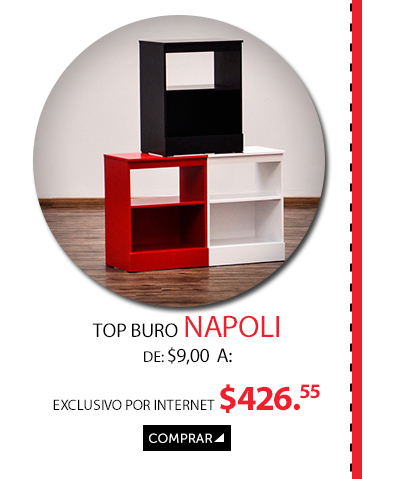 TOP BURO NAPOLI
DE: $9,00 A:
EXCLUSIVO POR INTERNET $426.55
COMPRAR